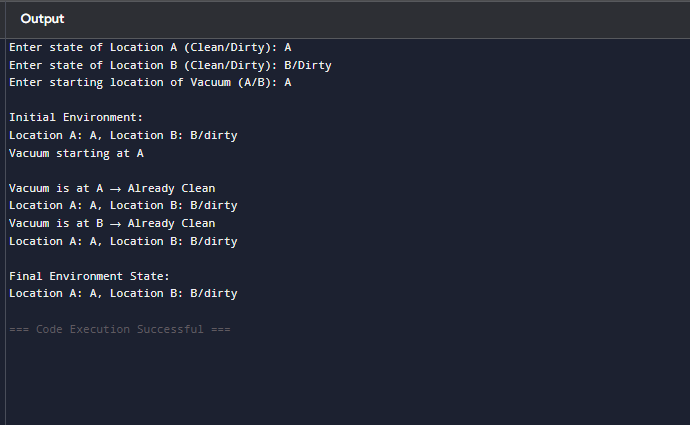 Output
Enter state of Location A (Clean/Dirty): A
Enter state of Location B (Clean/Dirty): B/Dirty
Enter starting location of Vacuum (A/B): A
Initial Environment:
Location A: A, Location B: B/dirty
Vacuum starting at A
Vacuum is at A → Already Clean
Location A: A, Location B: B/dirty
Vacuum is at B → Already Clean
Location A: A, Location B: B/dirty
Final Environment State:
Location A: A, Location B: B/dirty
=== Code Execution Successful ===